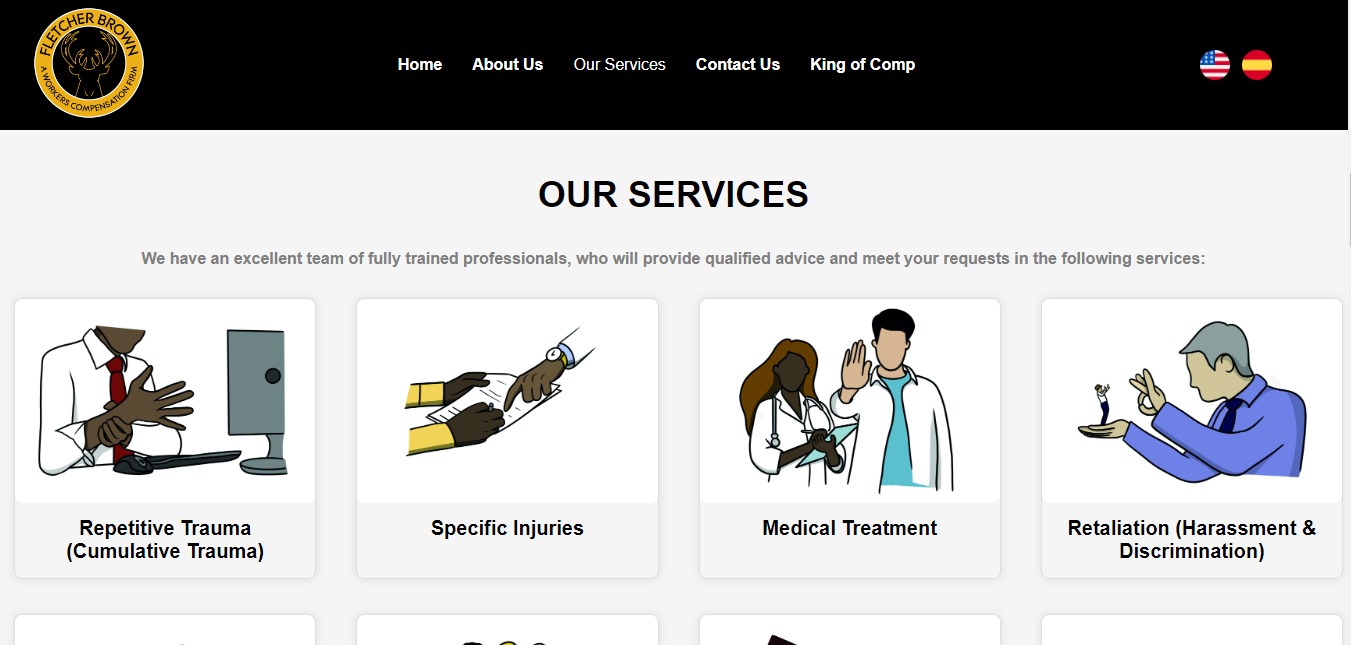 FLETCHER BROWN
A WORKERS COMPENSATION FIRM
Home
About Us
Our Services
Contact Us
King of Comp
OUR SERVICES
We have an excellent team of fully trained professionals, who will provide qualified advice and meet your requests in the following services:
Repetitive Trauma
(Cumulative Trauma)
Specific Injuries
Medical Treatment
Retaliation (Harassment &
Discrimination)